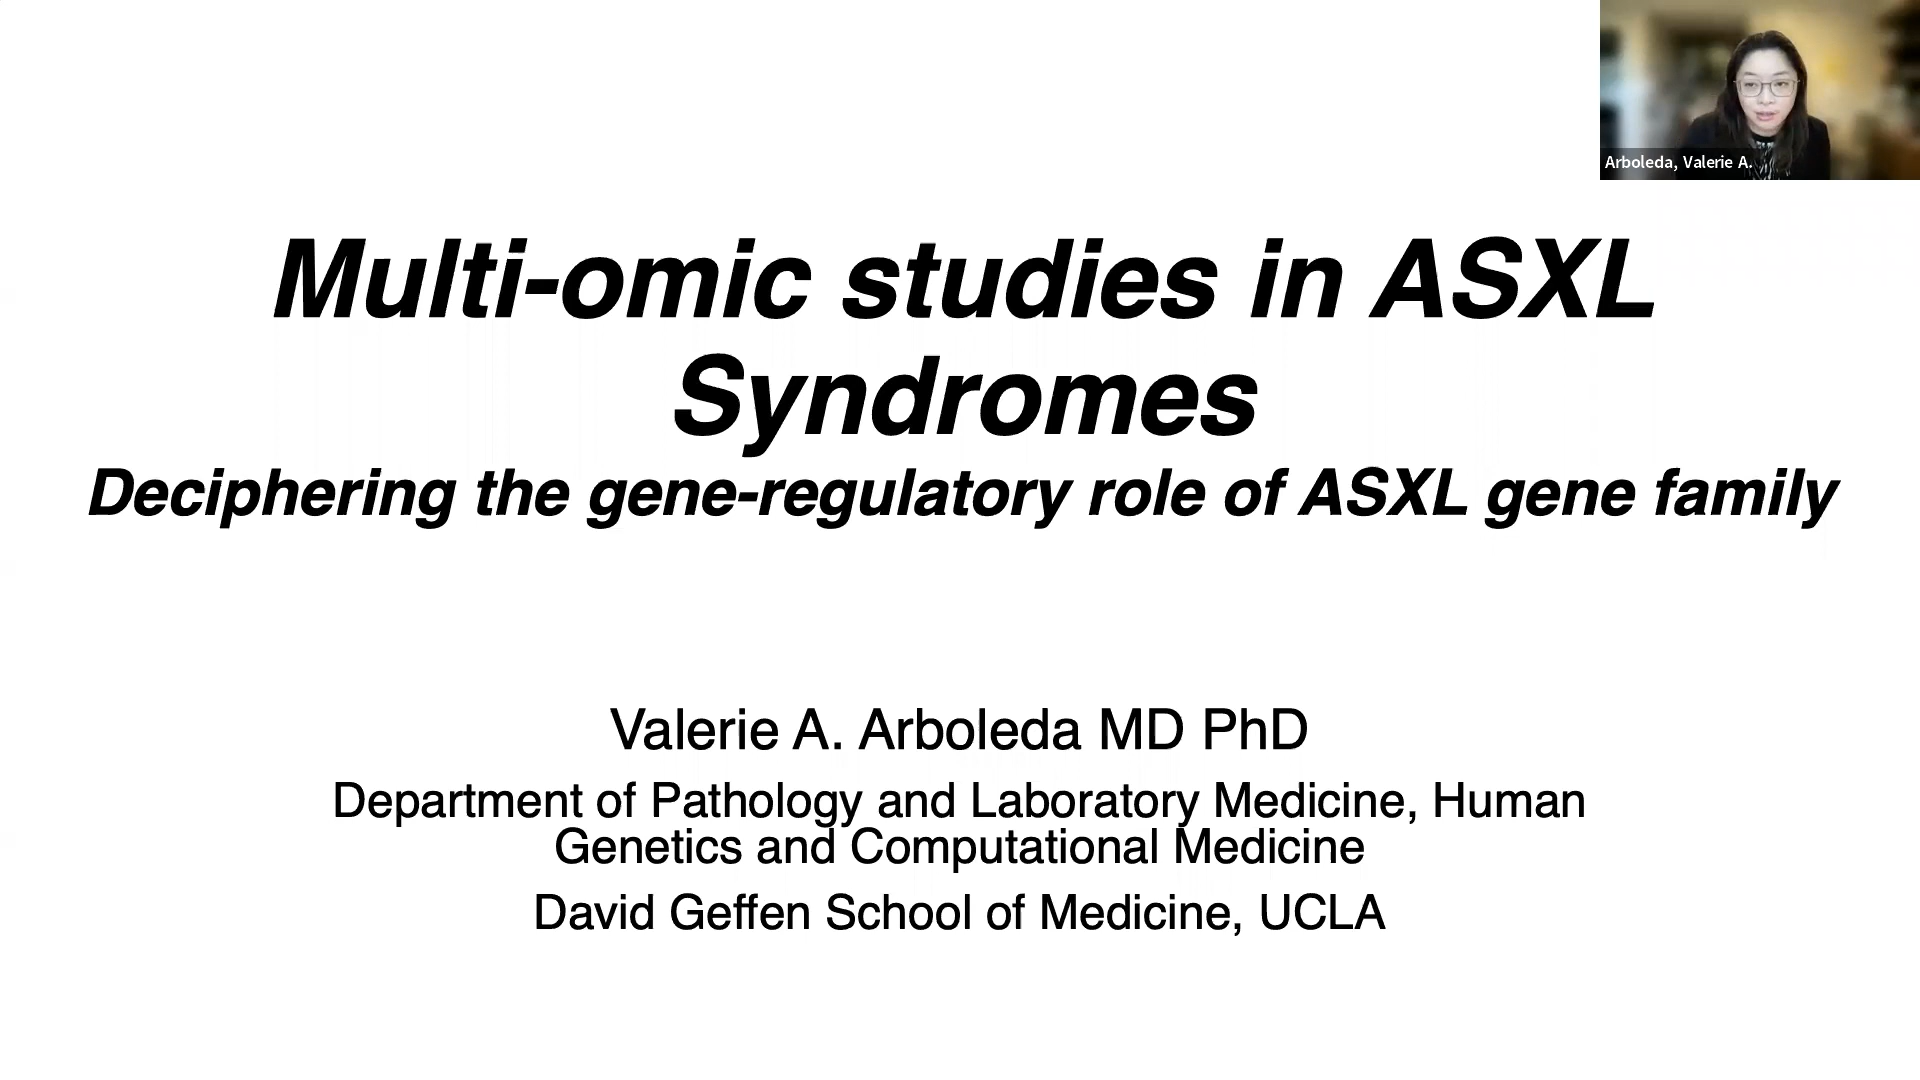 Arboleda, Valerie A.
Multi-omic studies in ASXL
Syndromes
Deciphering the gene-regulatory role of ASXL gene family
Valerie A. Arboleda MD PhD
Department of Pathology and Laboratory Medicine, Human
Genetics and Computational Medicine
David Geffen School of Medicine, UCLA